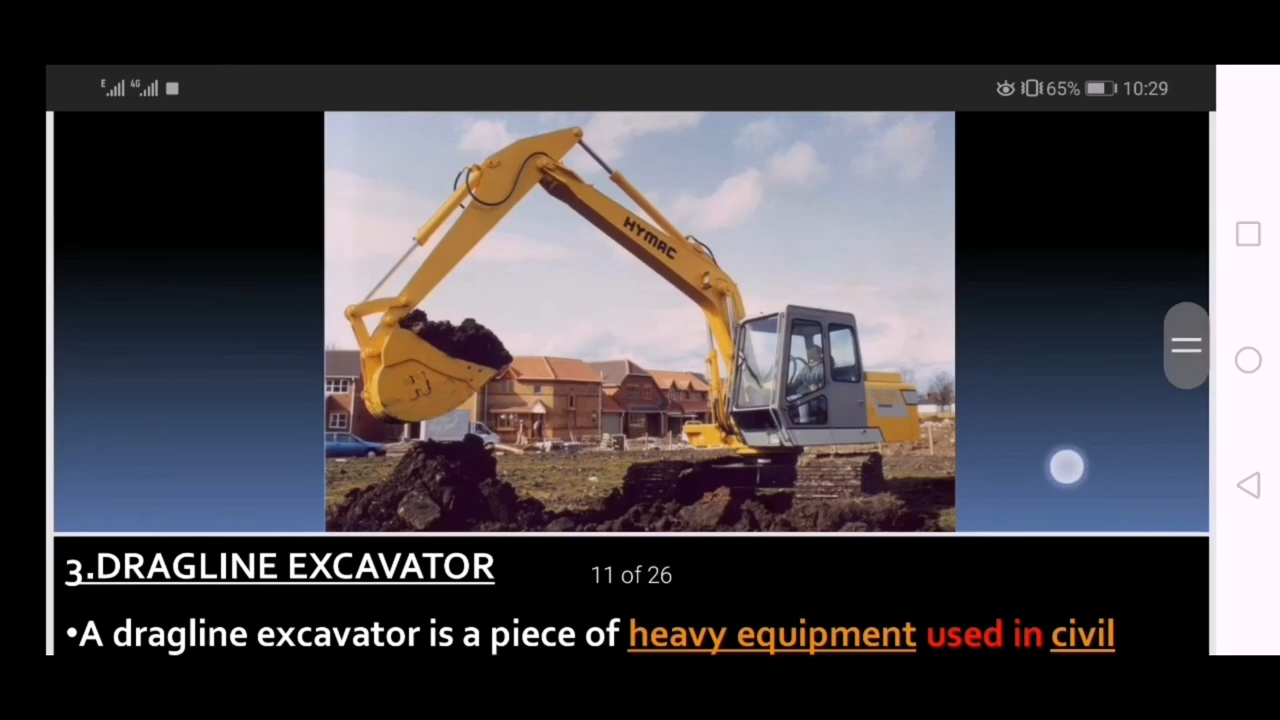 E 4G 65% 10:29
HYMAC
H
3.DRAGLINE EXCAVATOR
11 of 26
•A dragline excavator is a piece of heavy equipment used in civil